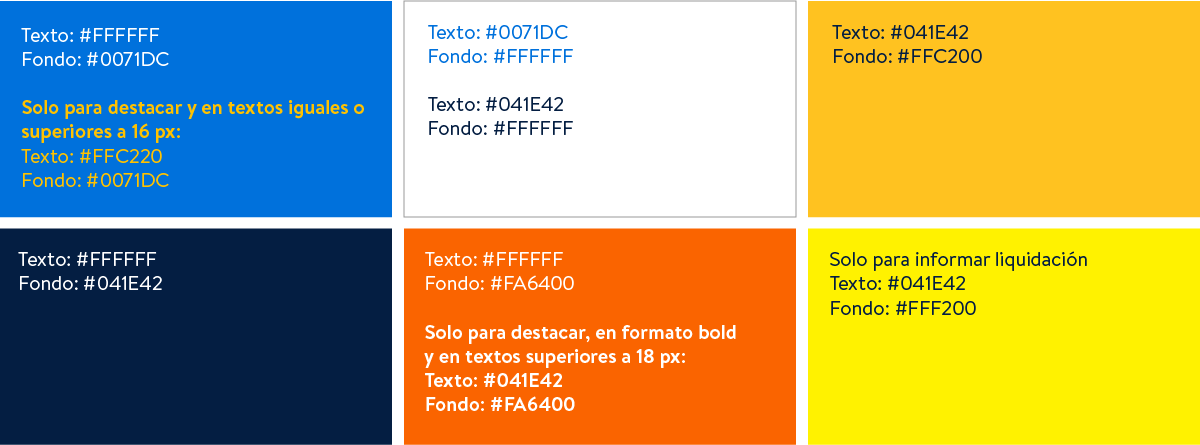 Texto: #FFFFFF
Fondo: #0071DC
Solo para destacar y en textos iguales o
superiores a 16 px:
Texto: #FFC220
Fondo: #0071DC
Texto: #0071DC
Fondo: #FFFFFF
Texto: #041E42
Fondo: #FFFFFF
Texto: #041E42
Fondo: #FFC200
Texto: #FFFFFF
Fondo: #041E42
Texto: #FFFFFF
Fondo: #FA6400
Solo para destacar, en formato bold
y en textos superiores a 18 px:
Texto: #041E42
Fondo: #FA6400
Solo para informar liquidación
Texto: #041E42
Fondo: #FFF200